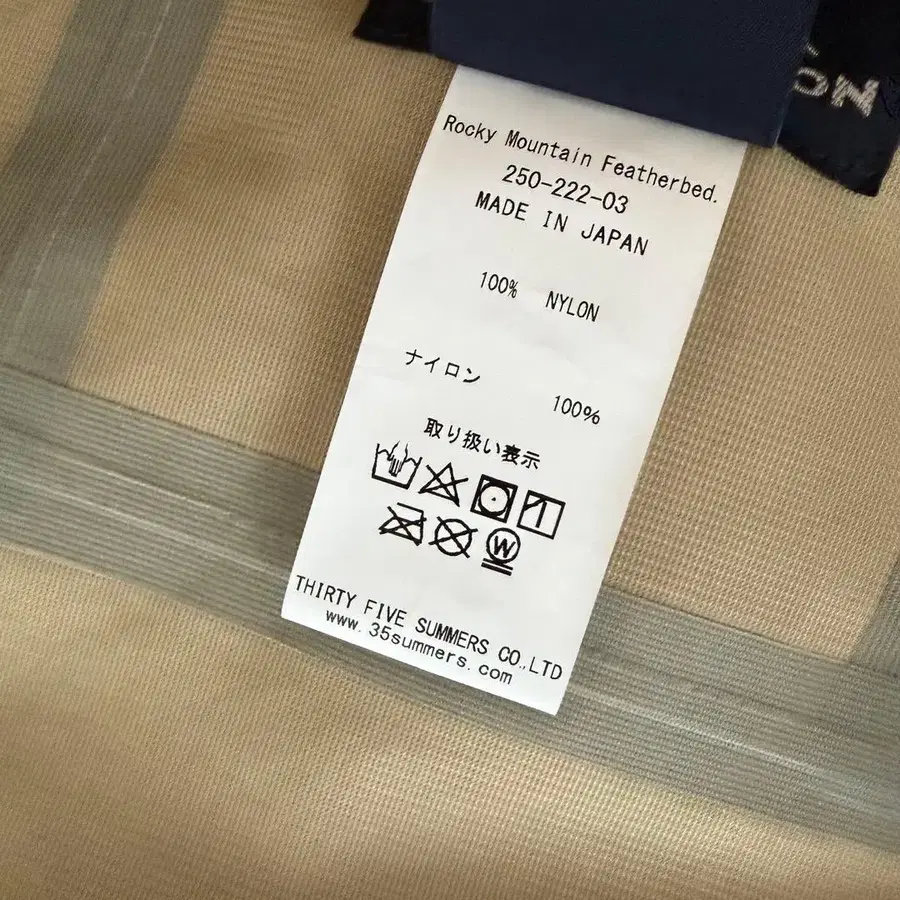 Rocky Mountain Featherbed.
250-222-03
MADE IN JAPAN
100% NYLON
ナイロン 100%
取り扱い表示
W
THIRTY FIVE SUMMERS CO.,LTD
www.35summers.com